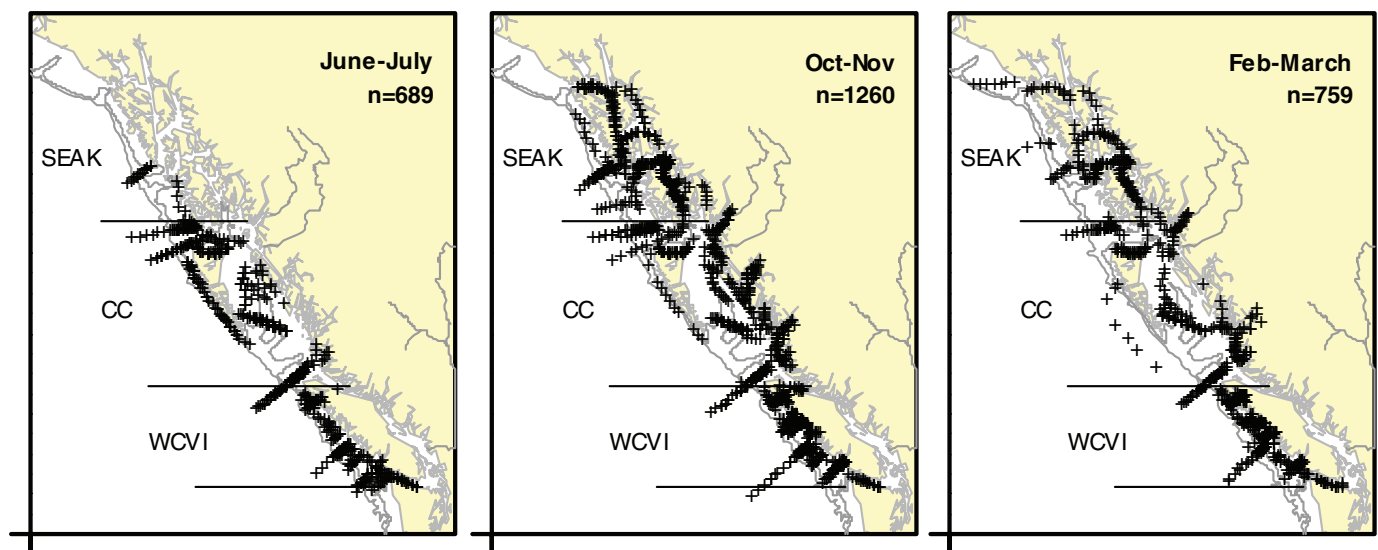 June-July
n=689
SEAK
CC
WCVI
Oct-Nov
n=1260
SEAK
CC
WCVI
Feb-March
n=759
SEAK
CC
WCVI